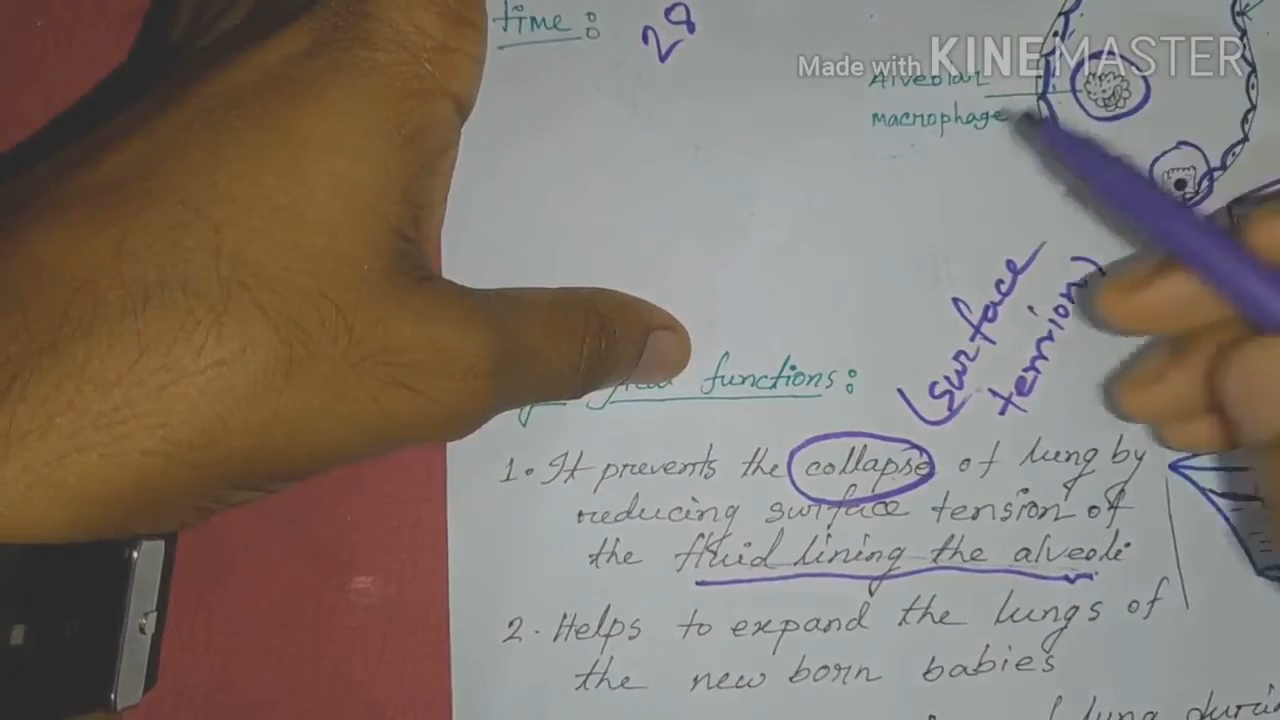 time:
28
Made with KINEMASTER
Alveolar
macrophage
(surface
tension)
functions:
1. It prevents the collapse of lung by
reducing surface tension of
the fluid lining the alveoli
2. Helps to expand the lungs of
the new born babies
lung during